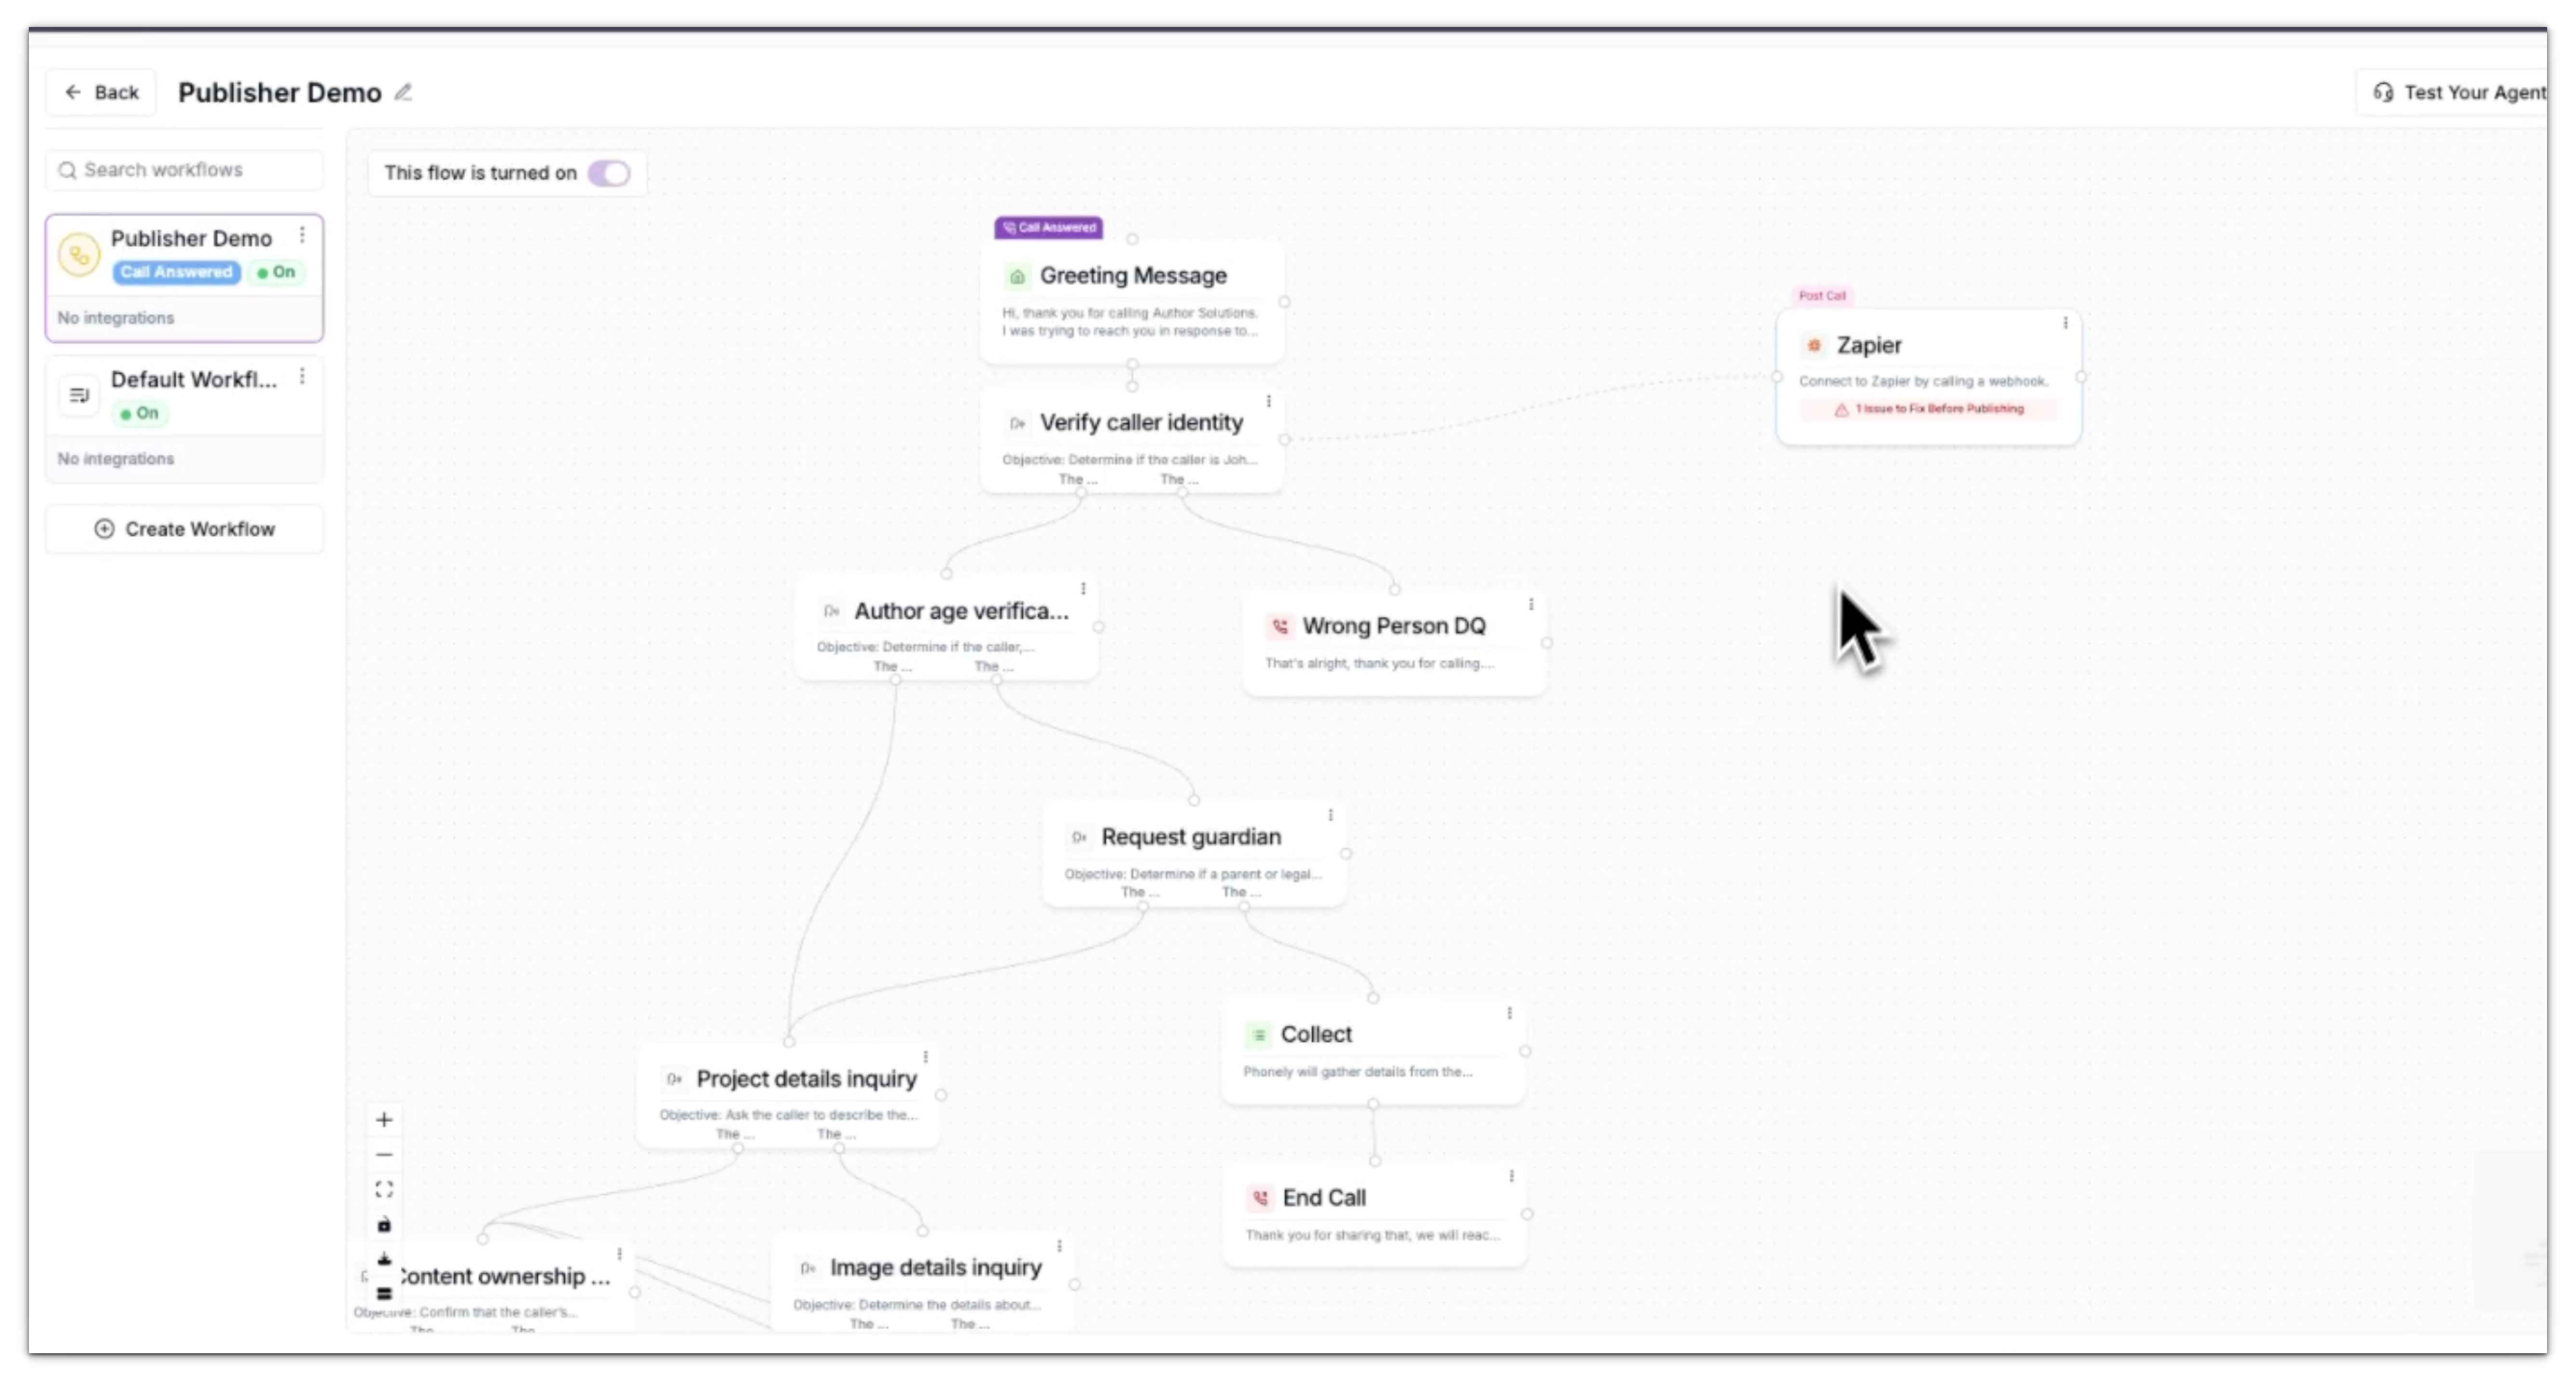 Back
Publisher Demo
Test Your Agent
Search workflows
Publisher Demo
Call Answered
On
No integrations
Default Workfl...
On
No integrations
Create Workflow
This flow is turned on
Call Answered
Greeting Message
Hi, thank you for calling Author Solutions.
I was trying to reach you in response to...
Post Call
Zapier
Connect to Zapier by calling a webhook.
1 Issue to Fix Before Publishing
Verify caller identity
Objective: Determine if the caller is Joh...
The ... The ...
Author age verifica...
Objective: Determine if the caller,...
The ... The ...
Wrong Person DQ
That's alright, thank you for calling....
Request guardian
Objective: Determine if a parent or legal...
The ... The ...
Collect
Phonely will gather details from the...
Project details inquiry
Objective: Ask the caller to describe the...
The ... The ...
End Call
Thank you for sharing that, we will reac...
Content ownership ...
Objective: Confirm that the caller's...
The The
Image details inquiry
Objective: Determine the details about...
The ... The ...